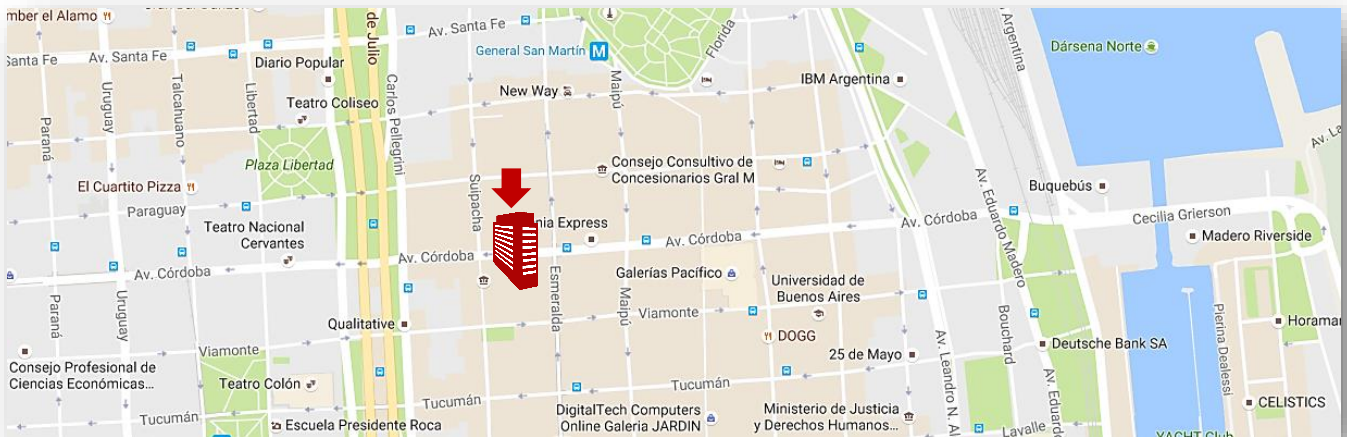 mber el Alamo
Santa Fe
Av. Santa Fe
Diario Popular
de Julio
Av. Santa Fe
General San Martín
M
Florida
Argentina
Dársena Norte
Uruguay
Talcahuano
Libertad
Teatro Coliseo
Carlos Pellegrini
New Way
Maipú
IBM Argentina
Paraná
Plaza Libertad
El Cuartito Pizza
Paraguay
Suipacha
Consejo Consultivo de
Concesionarios Gral M
Av. Eduardo Madero
Buquebús
Teatro Nacional
Cervantes
nia Express
Av. Córdoba
Av. Córdoba
Cecilia Grierson
Madero Riverside
Av. Córdoba
Av. Córdoba
Esmeralda
Maipú
Galerías Pacífico
Universidad de
Buenos Aires
Paraná
Uruguay
Qualitative
Viamonte
DOGG
Bouchard
Pierina Dealessi
Horamar
Viamonte
25 de Mayo
Deutsche Bank SA
Consejo Profesional de
Ciencias Económicas...
Teatro Colón
Tucumán
Tucumán
Av. Leandro N. Al
Av. Eduardo
CELISTICS
Tucumán
Escuela Presidente Roca
DigitalTech Computers
Online Galeria JARDIN
Ministerio de Justicia
y Derechos Humanos...
Lavalle
YACHT Club